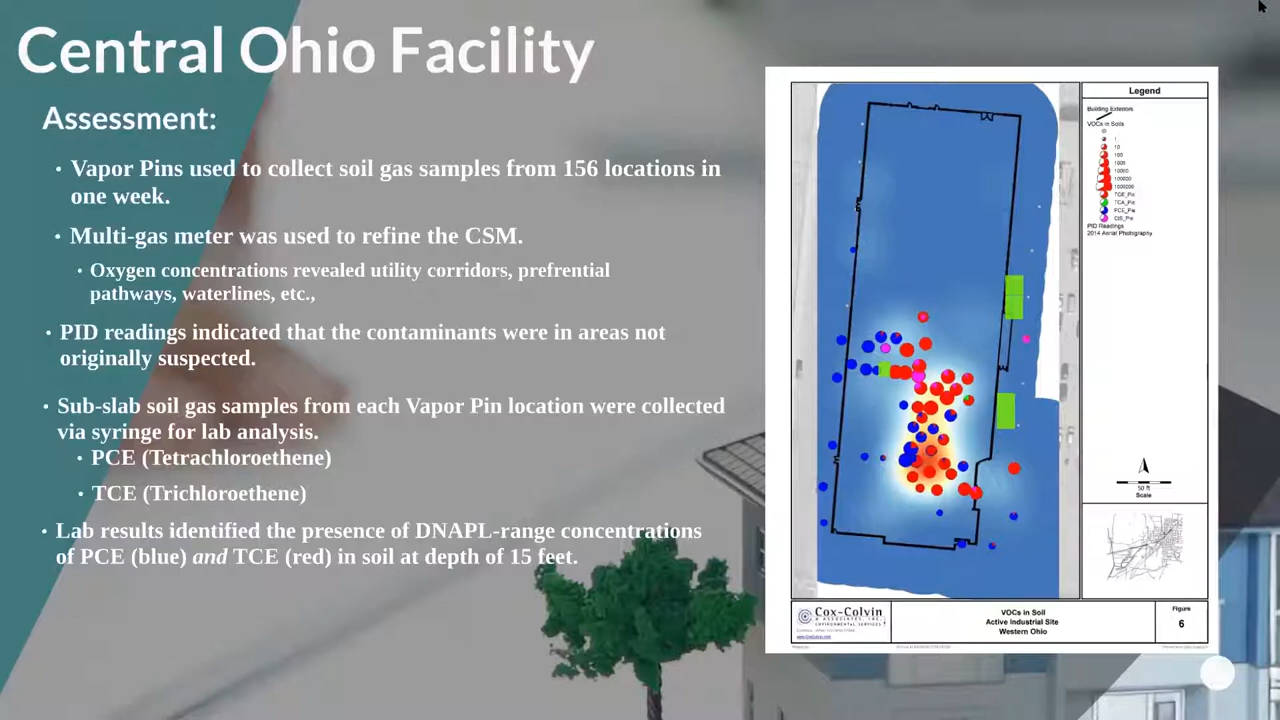 Central Ohio Facility
Assessment:
• Vapor Pins used to collect soil gas samples from 156 locations in
one week.
• Multi-gas meter was used to refine the CSM.
• Oxygen concentrations revealed utility corridors, prefrential
pathways, waterlines, etc.,
• PID readings indicated that the contaminants were in areas not
originally suspected.
• Sub-slab soil gas samples from each Vapor Pin location were collected
via syringe for lab analysis.
• PCE (Tetrachloroethene)
• TCE (Trichloroethene)
• Lab results identified the presence of DNAPL-range concentrations
of PCE (blue) and TCE (red) in soil at depth of 15 feet.
Legend
Building Exteriors
VOCs in Soils
1
10
100
1000
10000
100000
1000000
TCE_Pie
TCA_Pie
PCE_Pie
CIS_Pie
PID Readings
2014 Aerial Photography
50 ft
Scale
Cox-Colvin
& ASSOCIATES, INC.
ENVIRONMENTAL SERVICES
VOCs in Soil
Active Industrial Site
Western Ohio
Figure
6